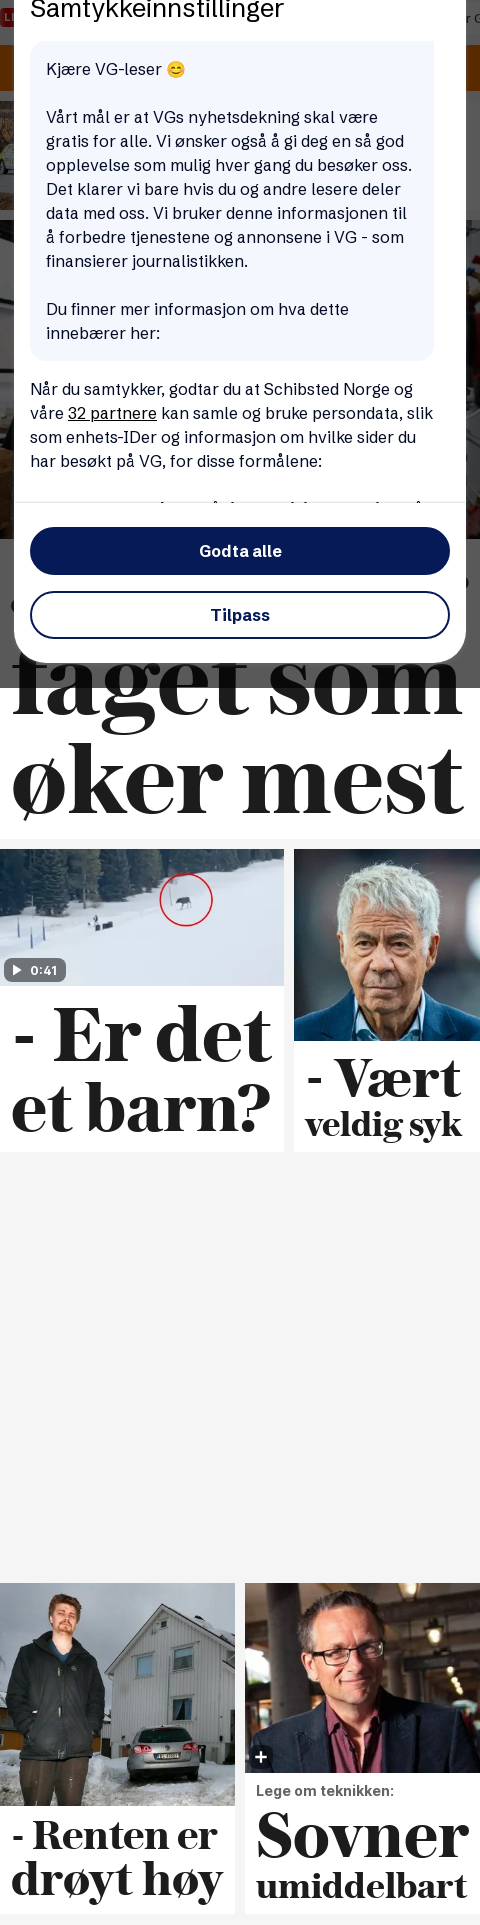 Samtykkeinnstillinger
Kjære VG-leser 😊
Vårt mål er at VGs nyhetsdekning skal være
gratis for alle. Vi ønsker også å gi deg en så god
opplevelse som mulig hver gang du besøker oss.
Det klarer vi bare hvis du og andre lesere deler
data med oss. Vi bruker denne informasjonen til
å forbedre tjenestene og annonsene i VG - som
finansierer journalistikken.
Du finner mer informasjon om hva dette
innebærer her:
Når du samtykker, godtar du at Schibsted Norge og
våre 32 partnere kan samle og bruke persondata, slik
som enhets-IDer og informasjon om hvilke sider du
har besøkt på VG, for disse formålene:
Godta alle
Tilpass
faget som
øker mest
0:41
- Er det
et barn?
- Vært
veldig syk
- Renten er
drøyt høy
Lege om teknikken:
Sovner
umiddelbart